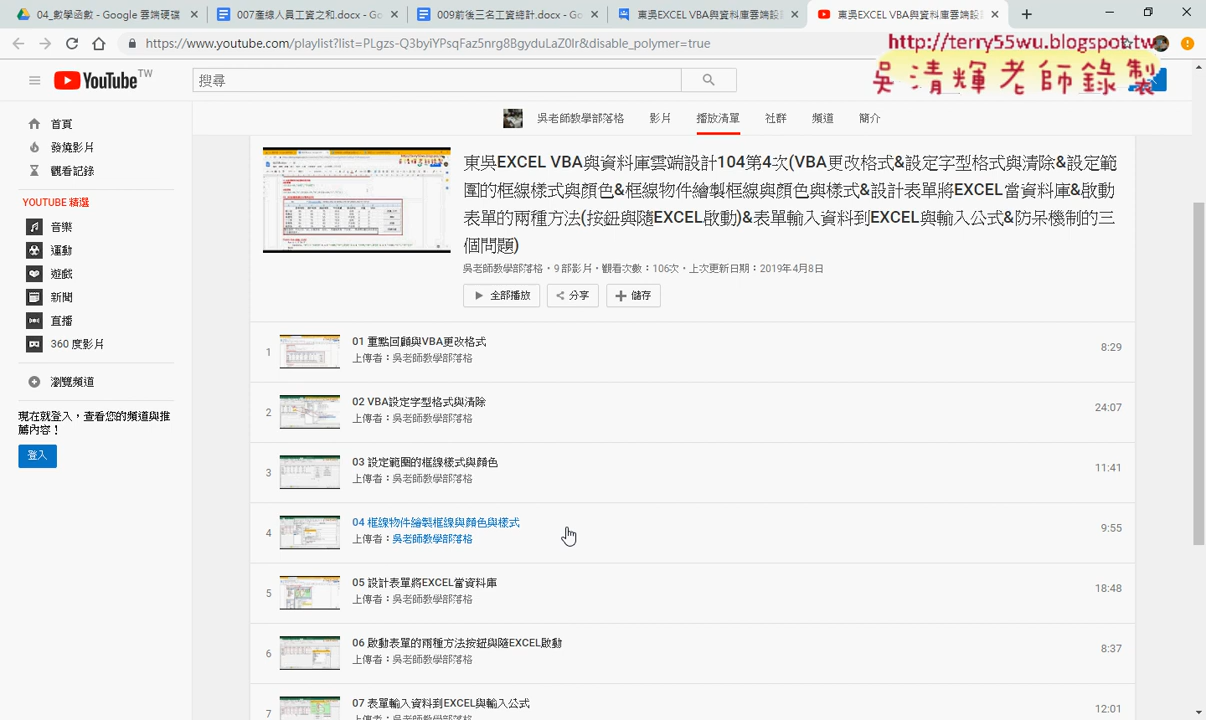 04_數學函數 - Google 雲端硬碟
007產線人員工資之和.docx - Go
009前後三名工資總計.docx - Go
東吳EXCEL VBA與資料庫雲端設
東吳EXCEL VBA與資料庫雲端設
https://www.youtube.com/playlist?list=PLgzs-Q3byiYPsqFaz5nrg8BgyduLaZ0Ir&disable_polymer=true
http://terry55wu.blogspot.tw
吳清輝老師錄製
YouTube TW
搜尋
首頁
發燒影片
觀看記錄
YOUTUBE 精選
音樂
運動
遊戲
新聞
直播
360 度影片
瀏覽頻道
現在就登入，查看您的頻道與推
薦內容！
登入
吳老師教學部落格
影片
播放清單
社群
頻道
簡介
東吳EXCEL VBA與資料庫雲端設計104第4次(VBA更改格式&設定字型格式與清除&設定範
圍的框線樣式與顏色&框線物件繪製框線與顏色與樣式&設計表單將EXCEL當資料庫&啟動
表單的兩種方法(按鈕與隨EXCEL啟動)&表單輸入資料到EXCEL與輸入公式&防呆機制的三
個問題)
吳老師教學部落格・9 部影片・觀看次數：106次・上次更新日期：2019年4月8日
全部播放
分享
儲存
1
01 重點回顧與VBA更改格式
上傳者：吳老師教學部落格
8:29
2
02 VBA設定字型格式與清除
上傳者：吳老師教學部落格
24:07
3
03 設定範圍的框線樣式與顏色
上傳者：吳老師教學部落格
11:41
4
04 框線物件繪製框線與顏色與樣式
上傳者：吳老師教學部落格
9:55
5
05 設計表單將EXCEL當資料庫
上傳者：吳老師教學部落格
18:48
6
06 啟動表單的兩種方法按鈕與隨EXCEL啟動
上傳者：吳老師教學部落格
8:37
7
07 表單輸入資料到EXCEL與輸入公式
上傳者：吳老師教學部落格
12:01